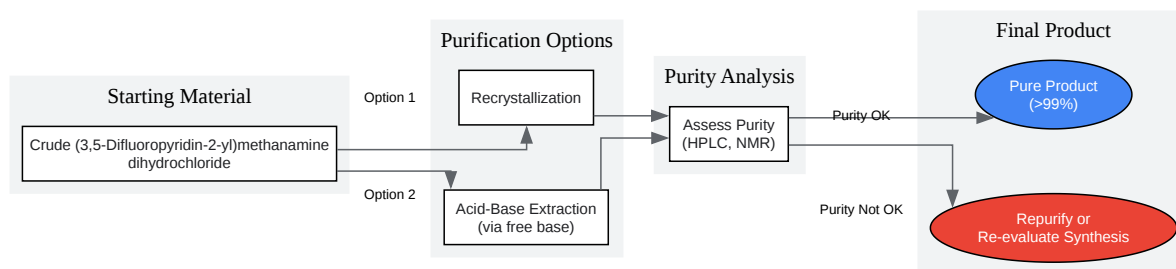 Starting Material
Crude (3,5-Difluoropyridin-2-yl)methanamine
dihydrochloride
Option 1
Option 2
Purification Options
Recrystallization
Acid-Base Extraction
(via free base)
Purity Analysis
Assess Purity
(HPLC, NMR)
Purity OK
Purity Not OK
Final Product
Pure Product
(>99%)
Repurify or
Re-evaluate Synthesis